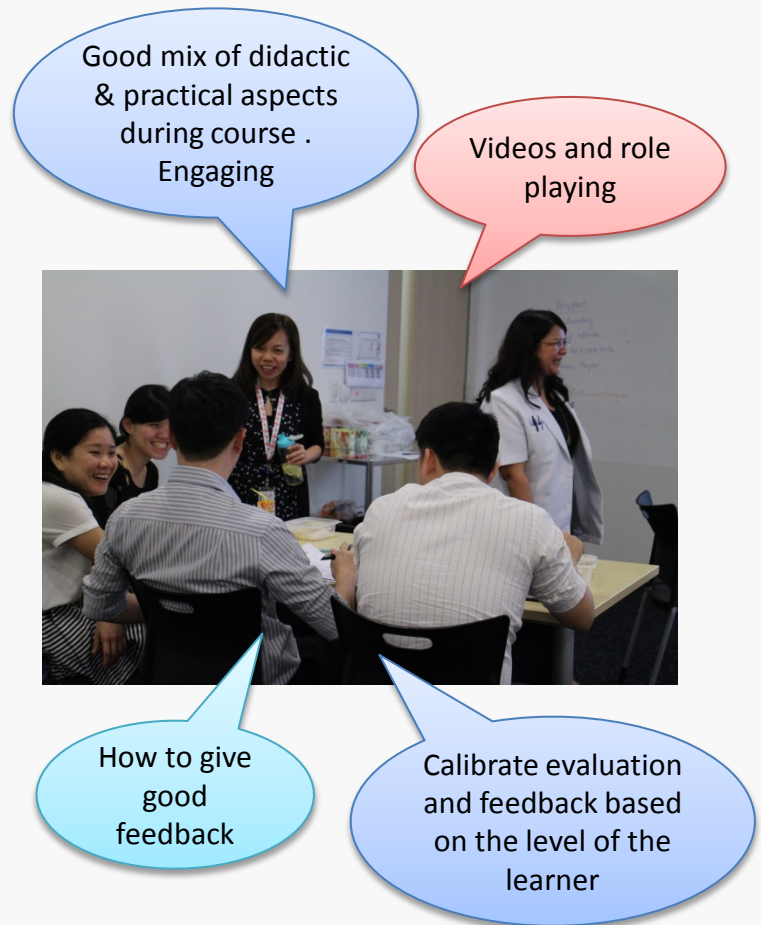 Good mix of didactic
& practical aspects
during course .
Engaging
Videos and role
playing
How to give
good
feedback
Calibrate evaluation
and feedback based
on the level of the
learner